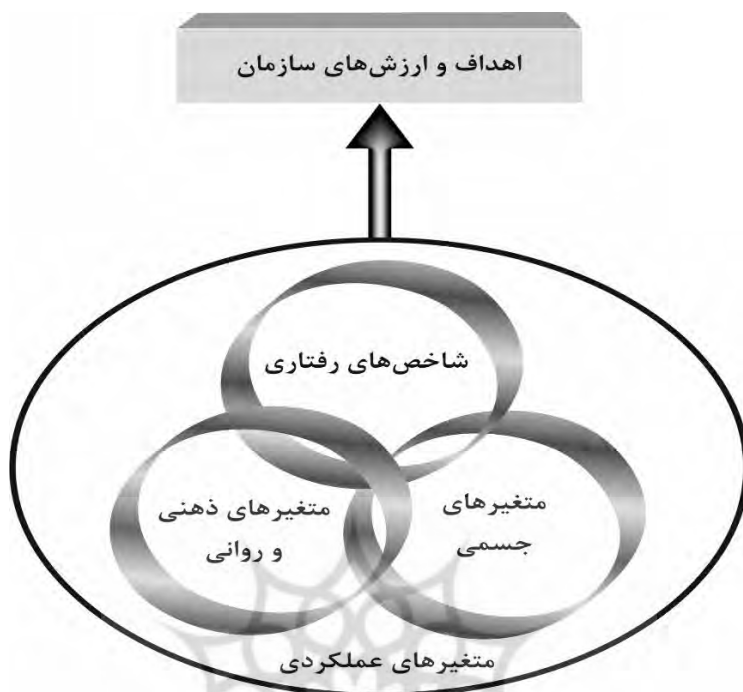 اهداف و ارزش‌های سازمان
شاخص‌های رفتاری
متغیرهای ذهنی
و روانی
متغیرهای
جسمی
متغیرهای عملکردی